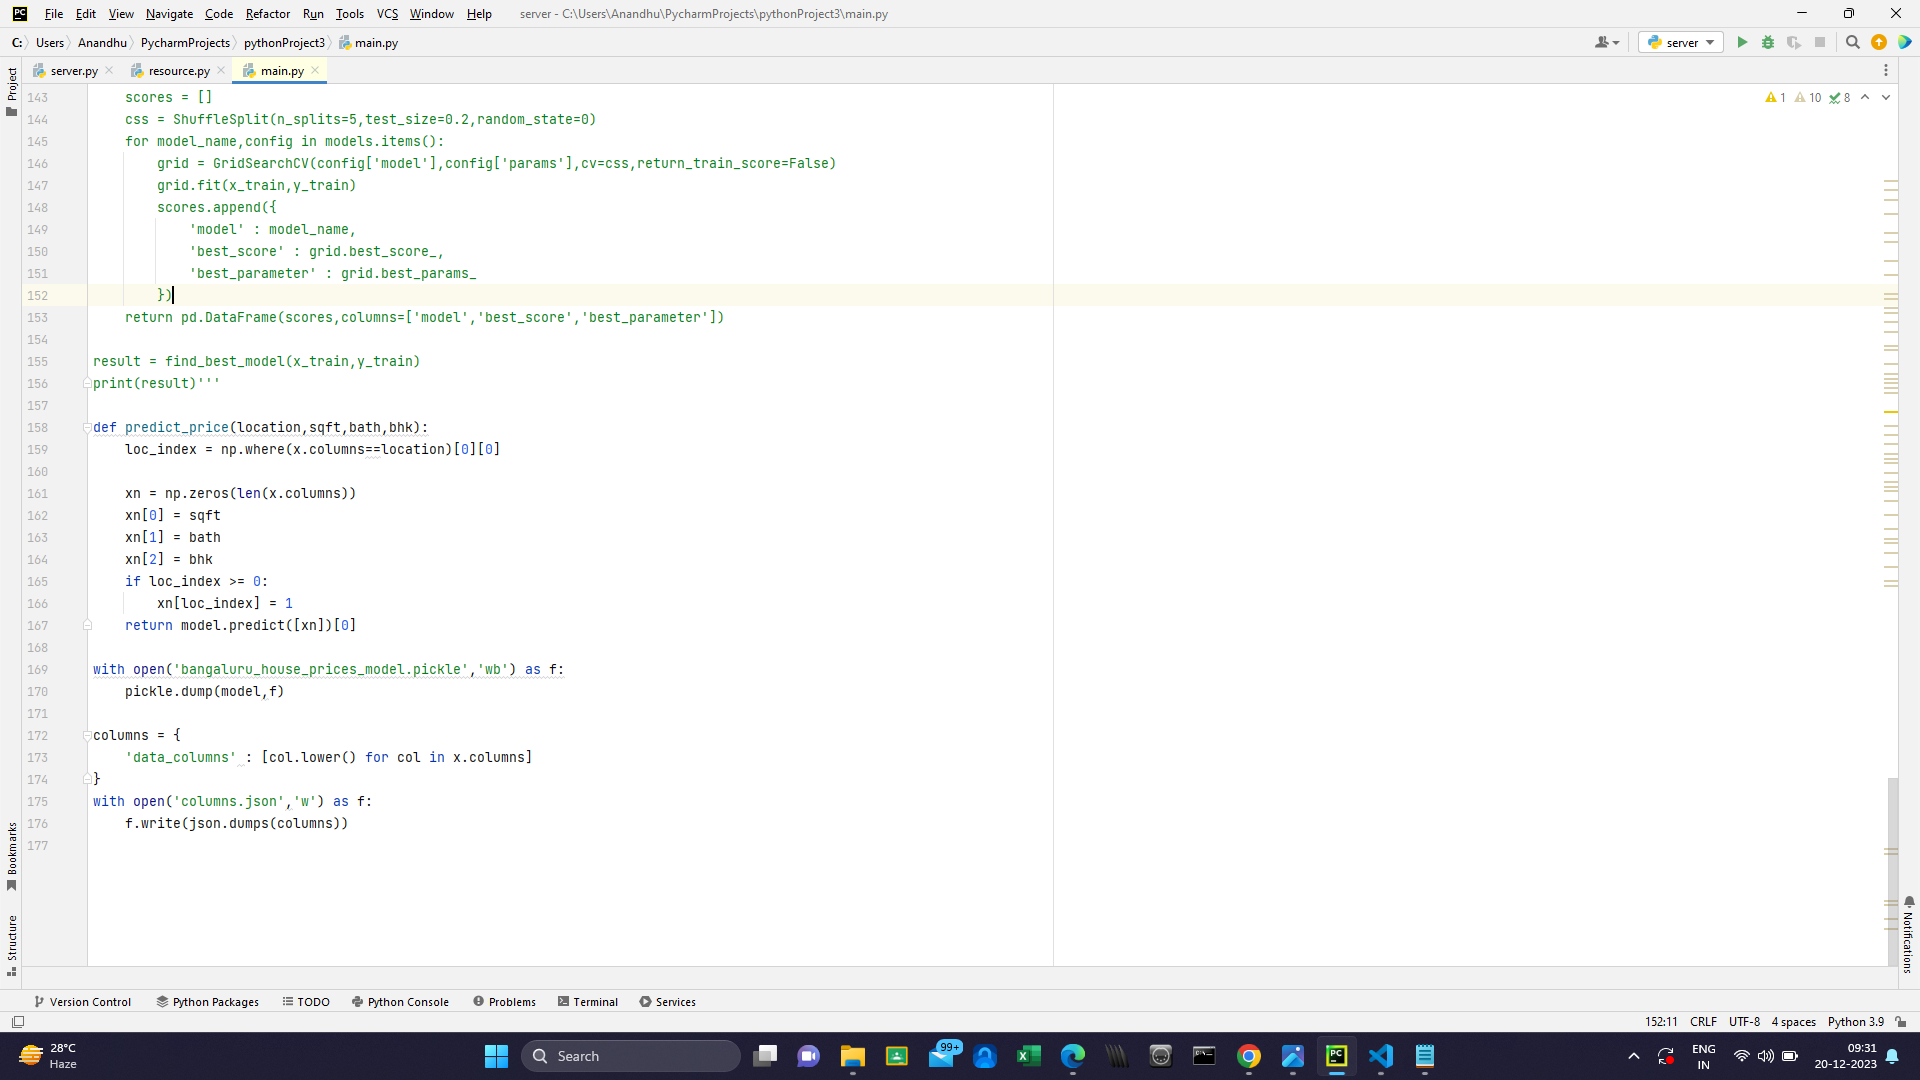 PC File Edit View Navigate Code Refactor Run Tools VCS Window Help server - C:\Users\Anandhu\PycharmProjects\pythonProject3\main.py
C: Users Anandhu PycharmProjects pythonProject3 main.py server
server.py resource.py main.py
Project
1 10 8
143 scores = []
144 css = ShuffleSplit(n_splits=5,test_size=0.2,random_state=0)
145 for model_name,config in models.items():
146 grid = GridSearchCV(config['model'],config['params'],cv=css,return_train_score=False)
147 grid.fit(x_train,y_train)
148 scores.append({
149 'model' : model_name,
150 'best_score' : grid.best_score_,
151 'best_parameter' : grid.best_params_
152 })
153 return pd.DataFrame(scores,columns=['model','best_score','best_parameter'])
154
155 result = find_best_model(x_train,y_train)
156 print(result)'''
157
158 def predict_price(location,sqft,bath,bhk):
159 loc_index = np.where(x.columns==location)[0][0]
160
161 xn = np.zeros(len(x.columns))
162 xn[0] = sqft
163 xn[1] = bath
164 xn[2] = bhk
165 if loc_index >= 0:
166 xn[loc_index] = 1
167 return model.predict([xn])[0]
168
169 with open('bangaluru_house_prices_model.pickle','wb') as f:
170 pickle.dump(model,f)
171
172 columns = {
173 'data_columns' : [col.lower() for col in x.columns]
174 }
175 with open('columns.json','w') as f:
176 f.write(json.dumps(columns))
177
Bookmarks
Structure
Notifications
Version Control Python Packages TODO Python Console Problems Terminal Services
152:11 CRLF UTF-8 4 spaces Python 3.9
28°C
Haze
Search
99+
PC
ENG
IN
09:31
20-12-2023